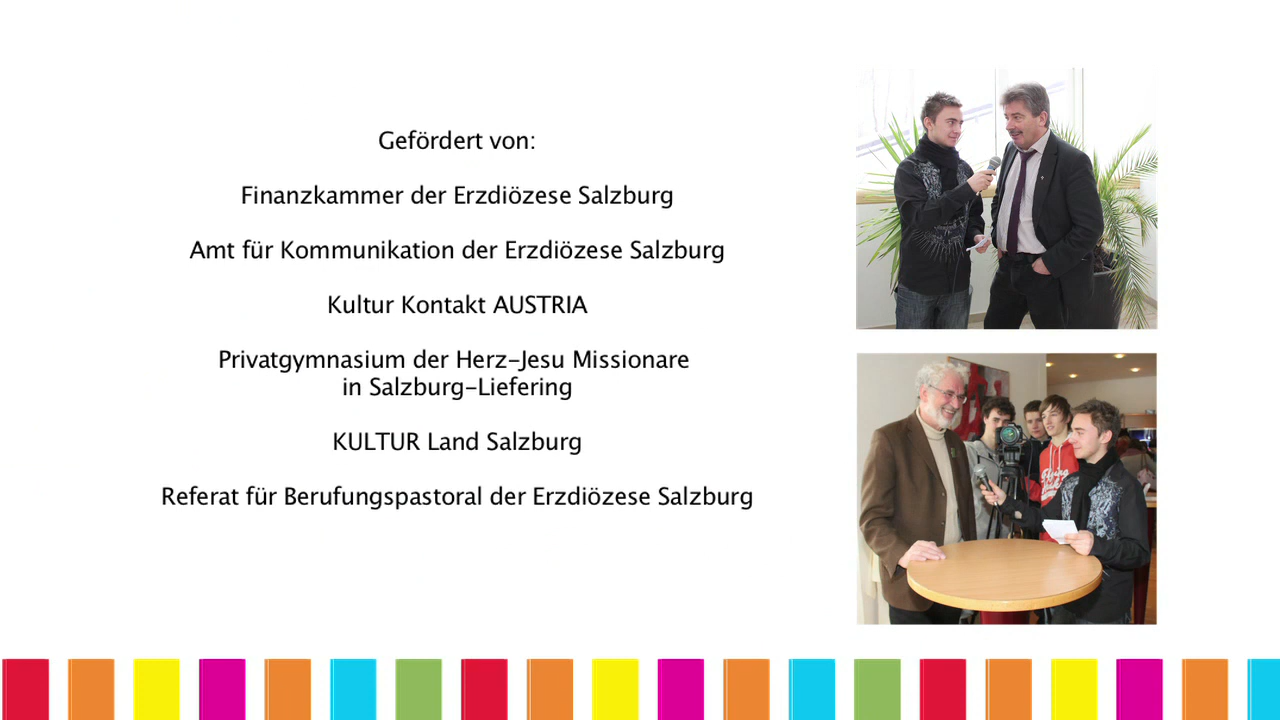 Gefördert von:
Finanzkammer der Erzdiözese Salzburg
Amt für Kommunikation der Erzdiözese Salzburg
Kultur Kontakt AUSTRIA
Privatgymnasium der Herz-Jesu Missionare
in Salzburg-Liefering
KULTUR Land Salzburg
Referat für Berufungspastoral der Erzdiözese Salzburg